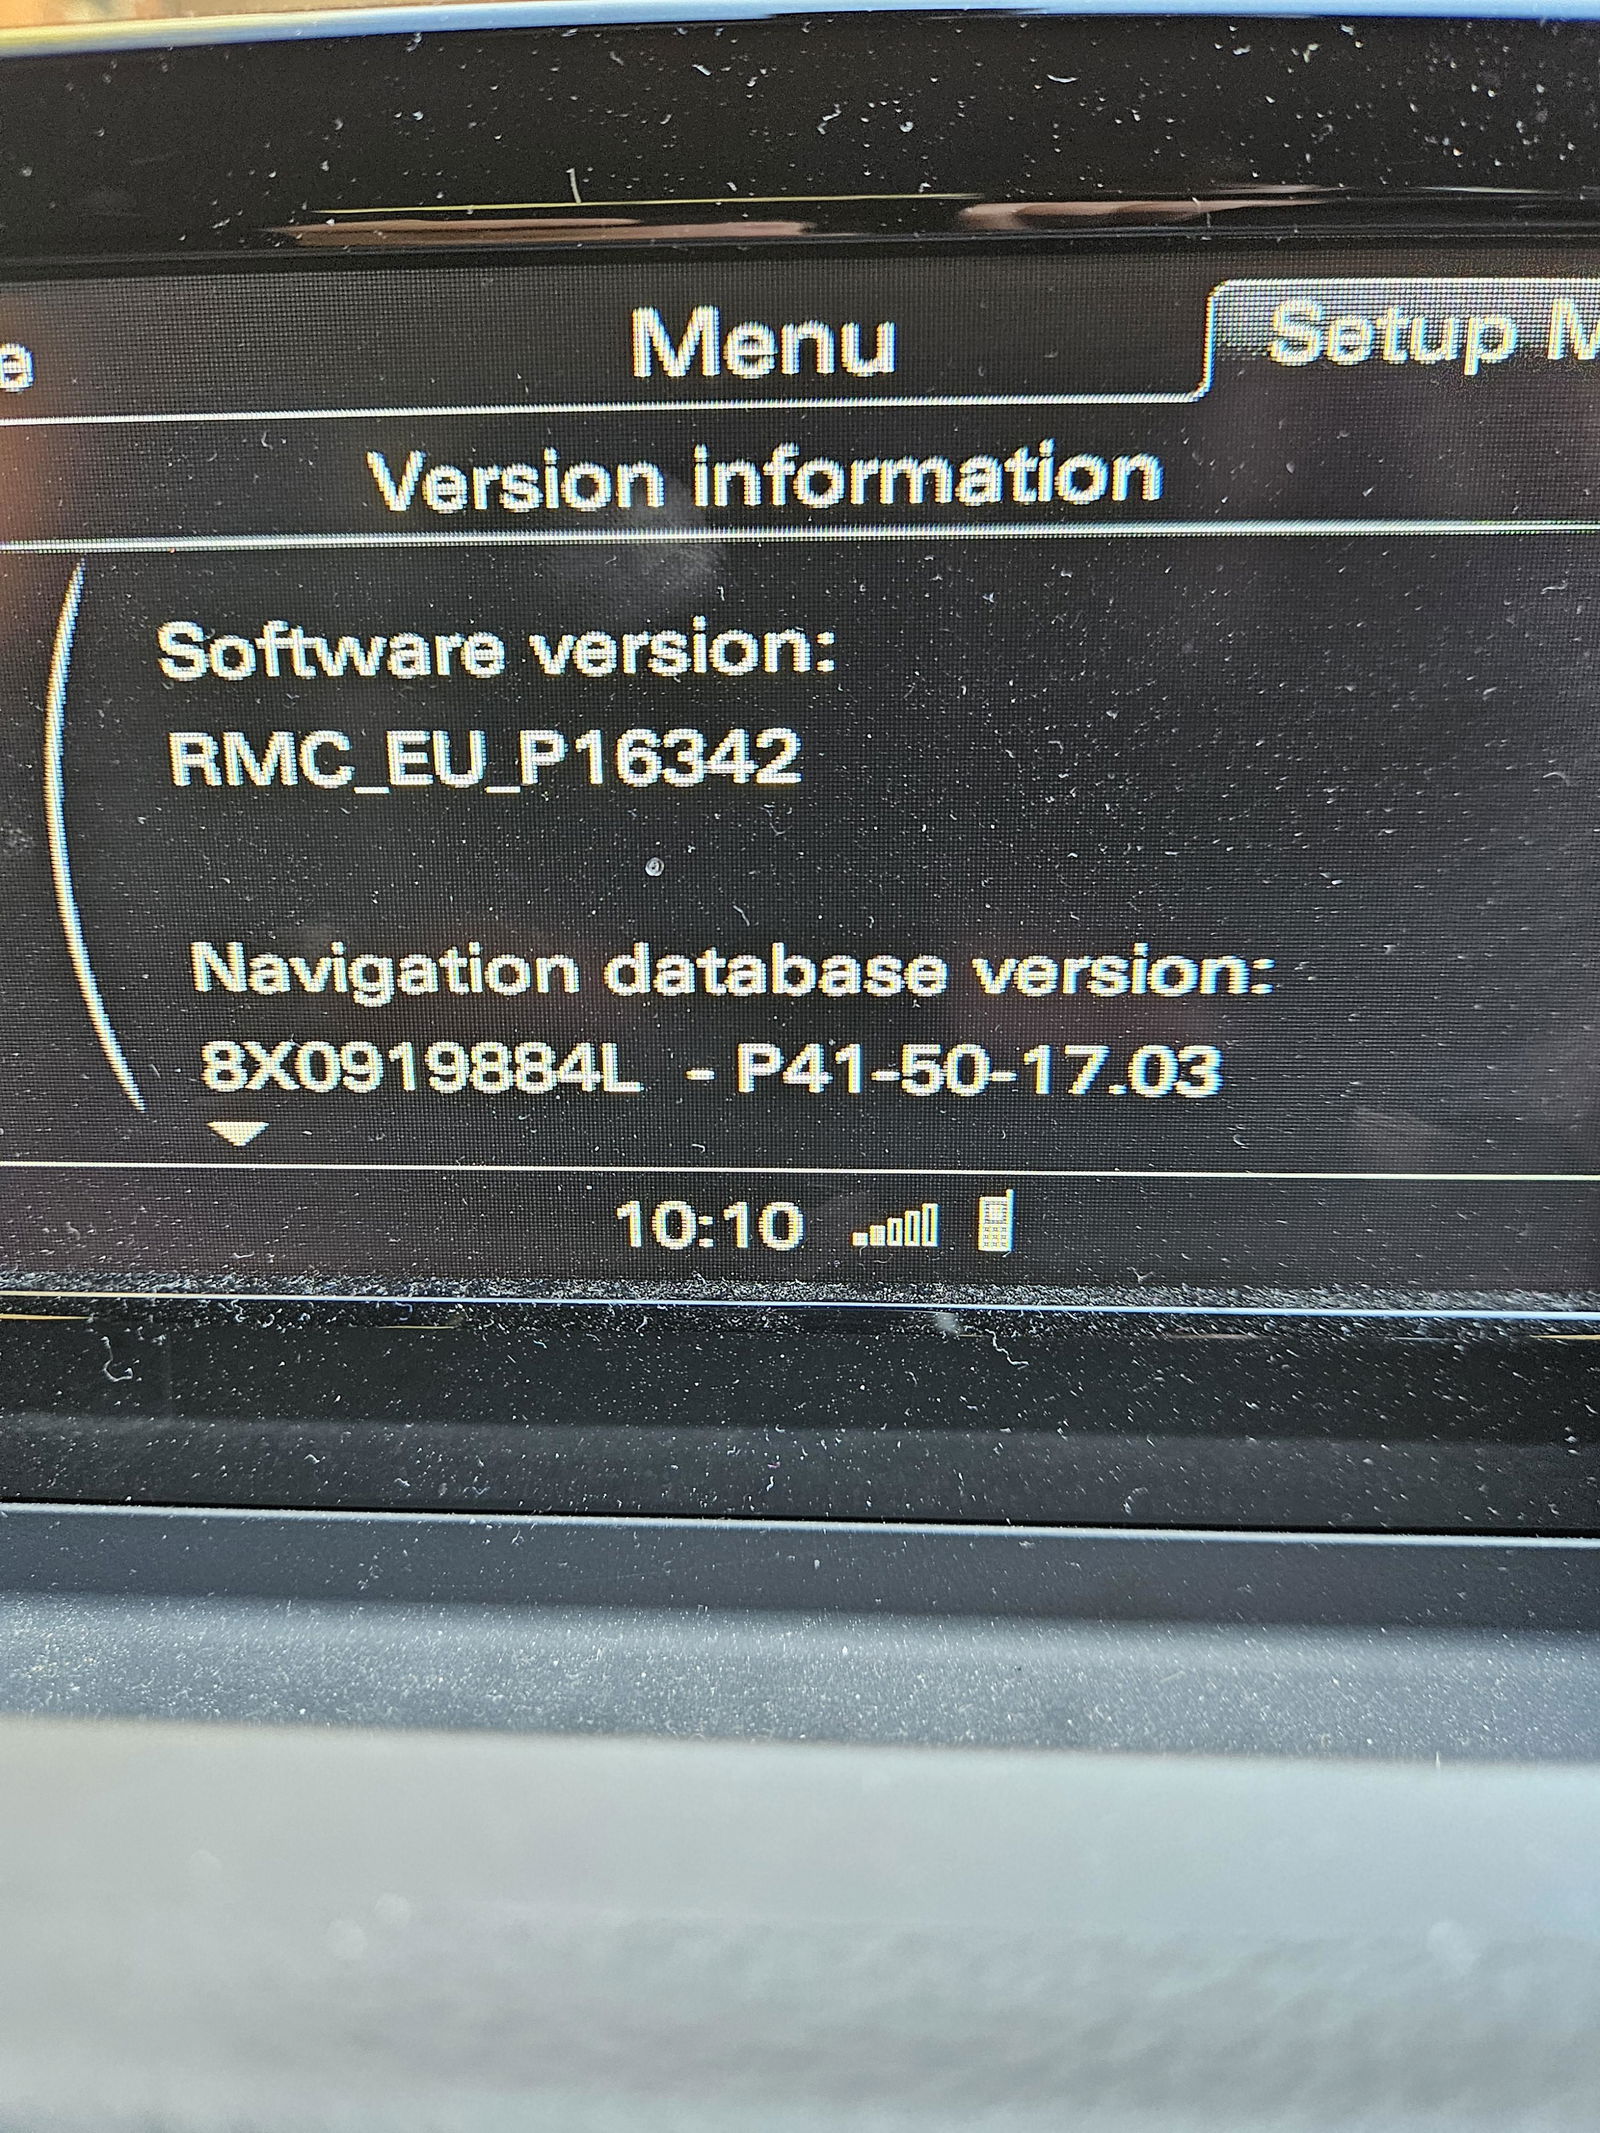 e Menu Setup M
Version information
Software version:
RMC_EU_P16342
Navigation database version:
8X0919884L - P41-50-17.03
10:10